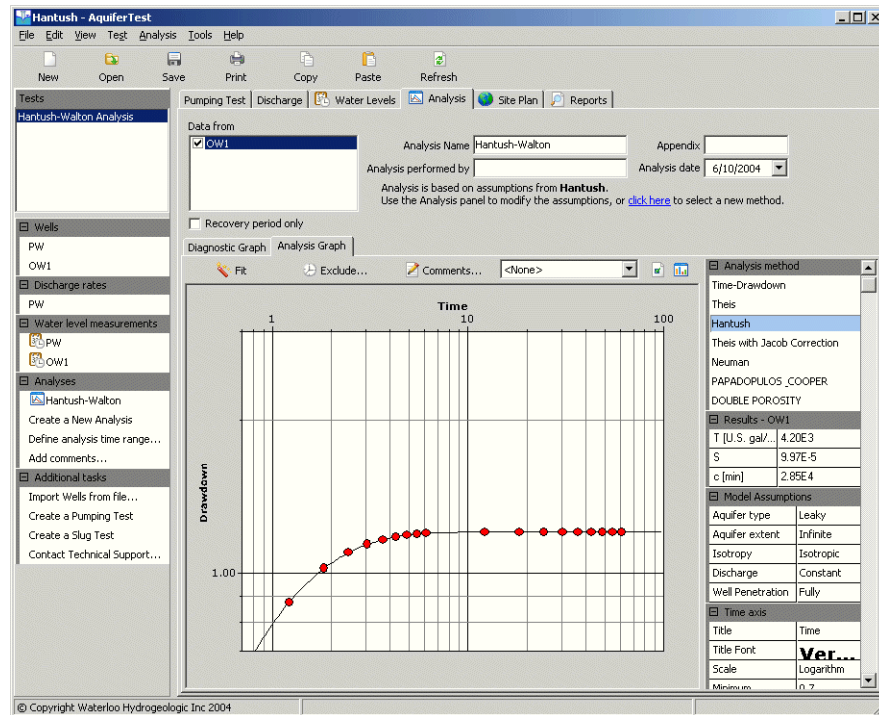 Hantush - AquiferTest
File Edit View Test Analysis Tools Help
New Open Save Print Copy Paste Refresh
Tests
Hantush-Walton Analysis
Wells
PW
OW1
Discharge rates
PW
Water level measurements
PW
OW1
Analyses
Hantush-Walton
Create a New Analysis
Define analysis time range...
Add comments...
Additional tasks
Import Wells from file...
Create a Pumping Test
Create a Slug Test
Contact Technical Support...
Pumping Test Discharge Water Levels Analysis Site Plan Reports
Data from
OW1
Recovery period only
Analysis Name Hantush-Walton Appendix
Analysis performed by Analysis date 6/10/2004
Analysis is based on assumptions from Hantush.
Use the Analysis panel to modify the assumptions, or click here to select a new method.
Diagnostic Graph Analysis Graph
Fit Exclude... Comments... <None>
Time
1 10 100
Drawdown
1.00
Analysis method
Time-Drawdown
Theis
Hantush
Theis with Jacob Correction
Neuman
PAPADOPULOS _COOPER
DOUBLE POROSITY
Results - OW1
T [U.S. gal/... 4.20E3
S 9.97E-5
c [min] 2.85E4
Model Assumptions
Aquifer type Leaky
Aquifer extent Infinite
Isotropy Isotropic
Discharge Constant
Well Penetration Fully
Time axis
Title Time
Title Font Ver...
Scale Logarithm
Minimum 0.7
© Copyright Waterloo Hydrogeologic Inc 2004